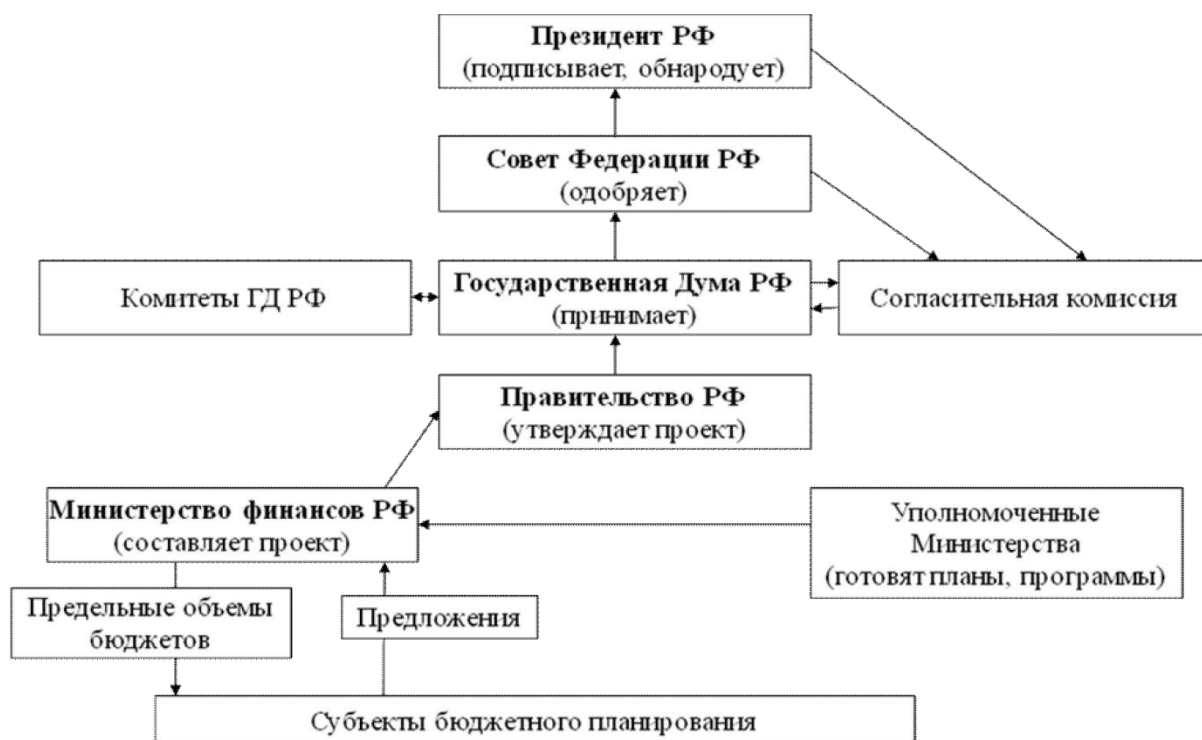 Президент РФ
(подписывает, обнародует)
Совет Федерации РФ
(одобряет)
Комитеты ГД РФ
Государственная Дума РФ
(принимает)
Согласительная комиссия
Правительство РФ
(утверждает проект)
Министерство финансов РФ
(составляет проект)
Уполномоченные
Министерства
(готовят планы, программы)
Предельные объемы
бюджетов
Предложения
Субъекты бюджетного планирования